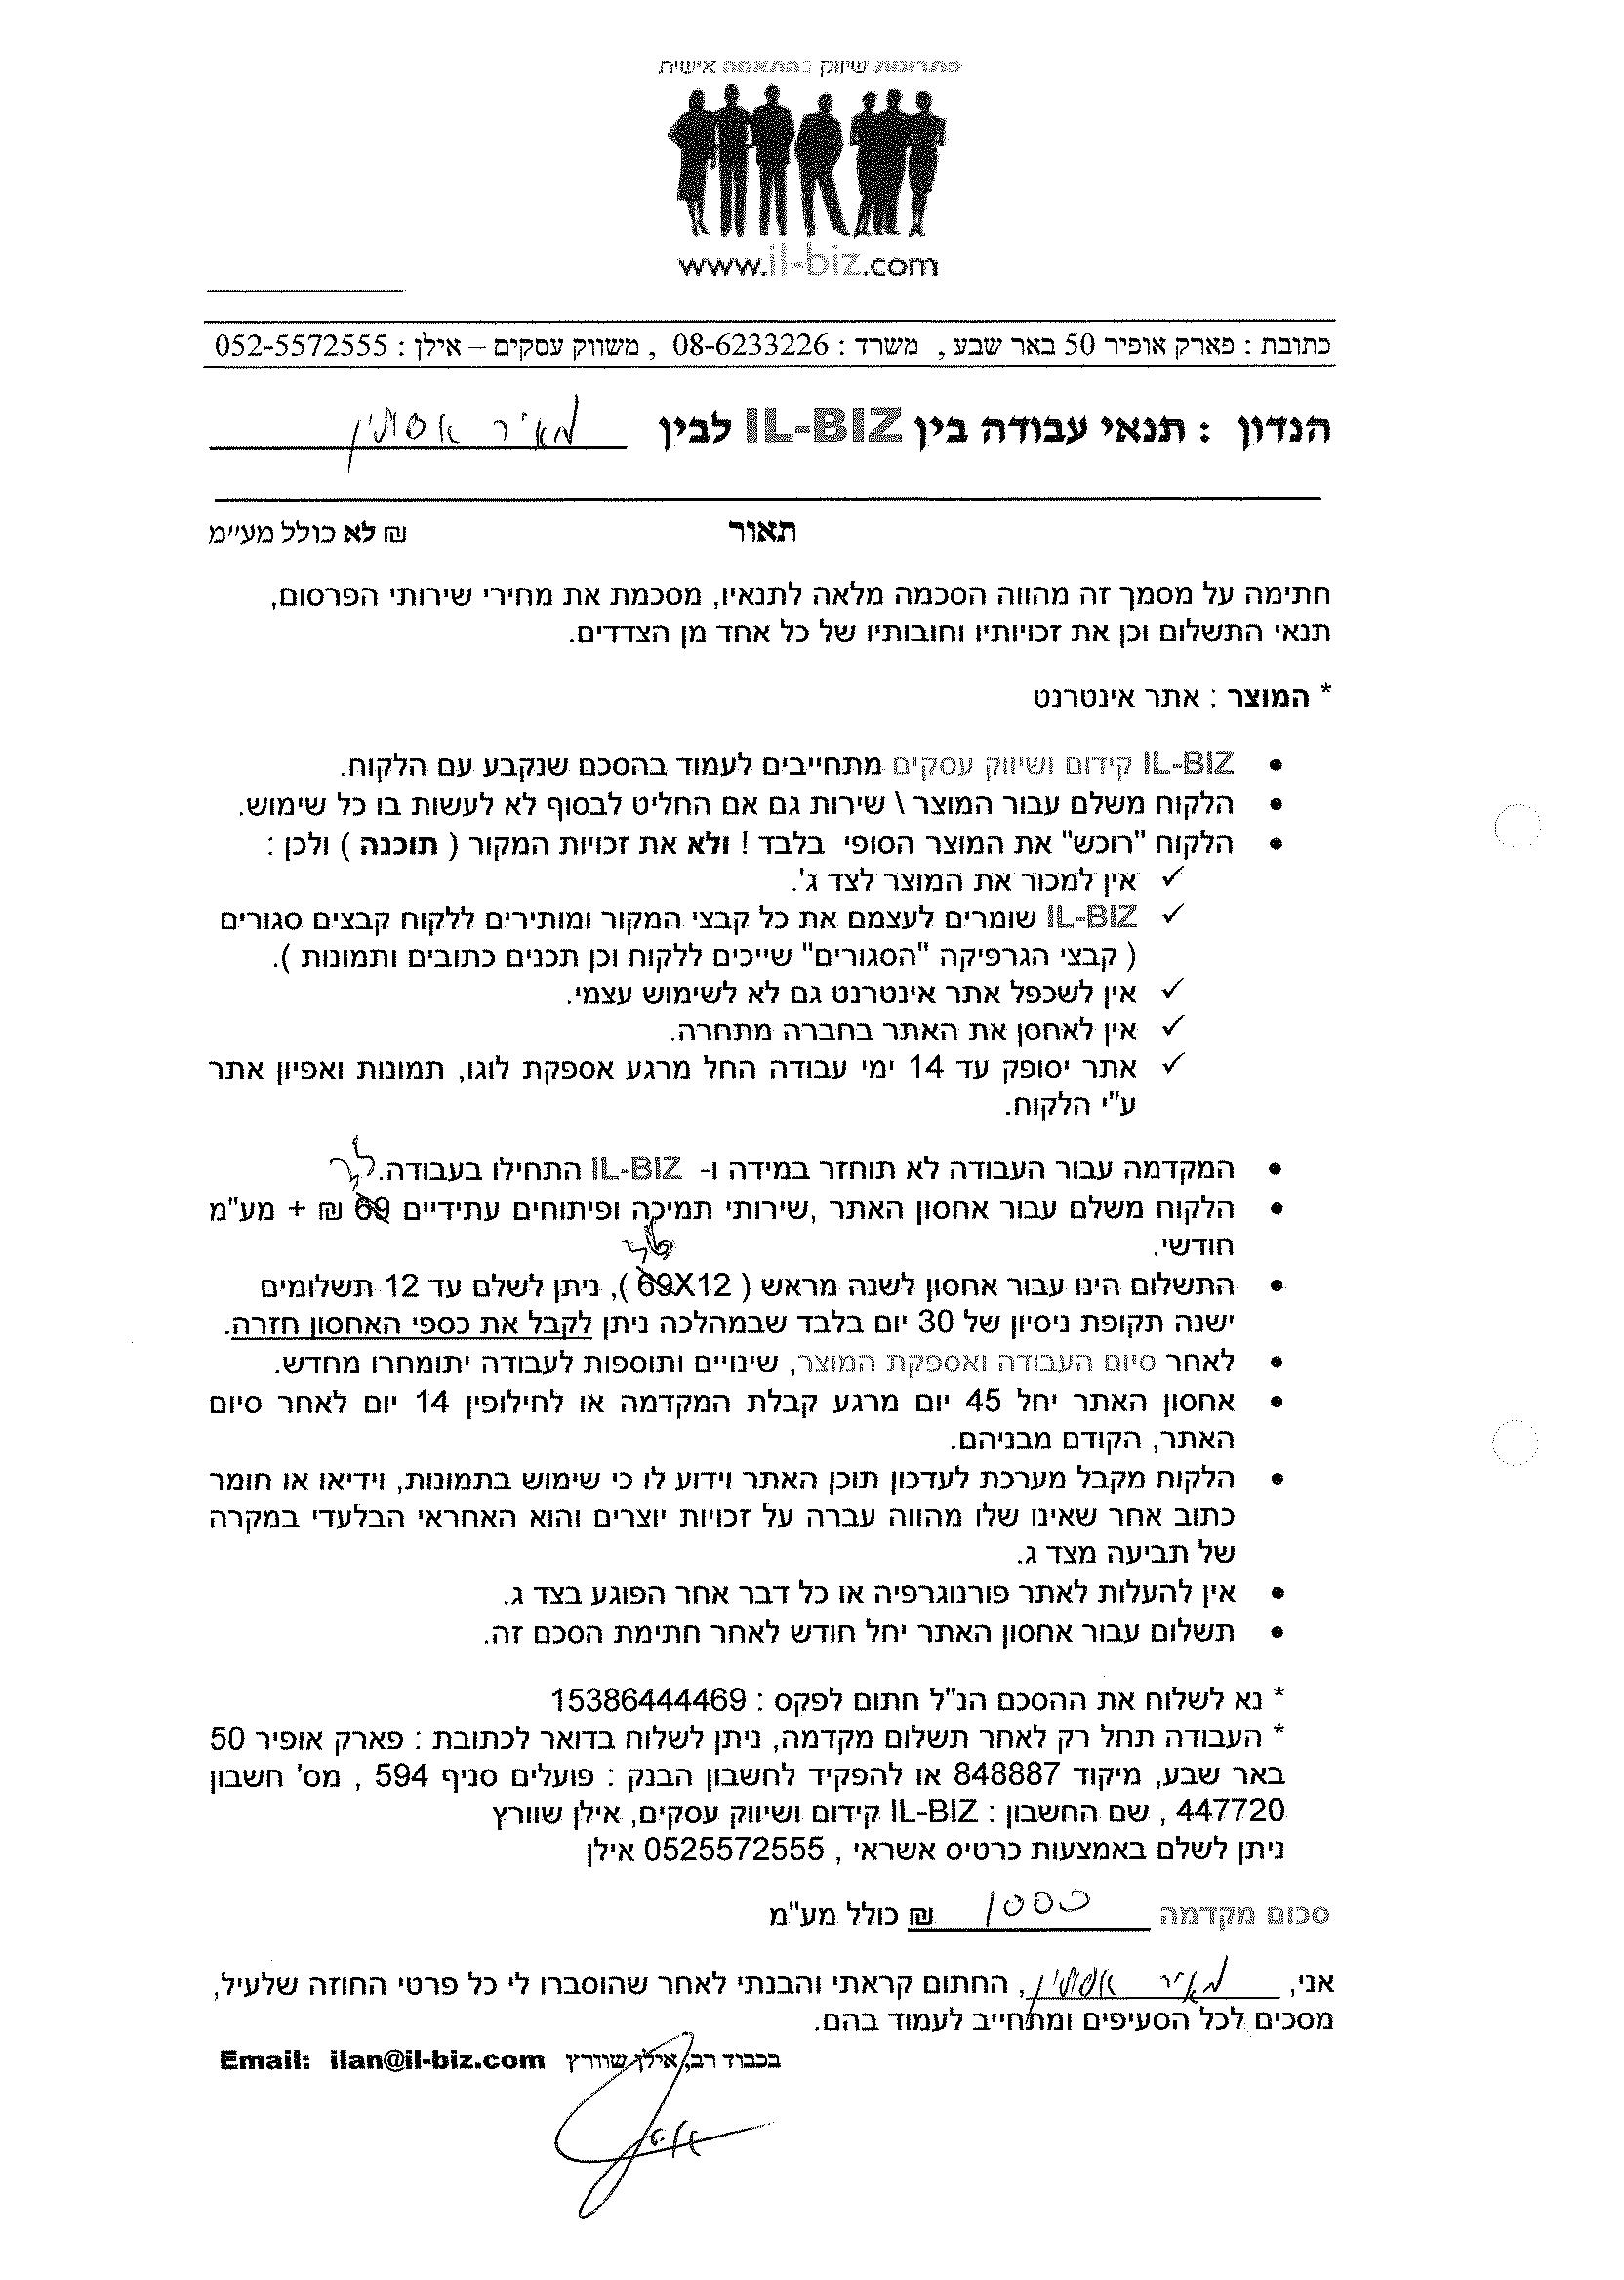 פתרונות שיווק בהתאמה אישית
www.il-biz.com
כתובת : פארק אופיר 50 באר שבע , משרד : 08-6233226 , משווק עסקים – אילן : 052-5572555
הנדון : תנאי עבודה בין IL-BIZ לבין מאיר
תאור ₪ לא כולל מע"מ
חתימה על מסמך זה מהווה הסכמה מלאה לתנאיו, מסכמת את מחירי שירותי הפרסום,
תנאי התשלום וכן את זכויותיו וחובותיו של כל אחד מן הצדדים.
* המוצר : אתר אינטרנט
• IL-BIZ קידום ושיווק עסקים מתחייבים לעמוד בהסכם שנקבע עם הלקוח.
• הלקוח משלם עבור המוצר \ שירות גם אם החליט לבסוף לא לעשות בו כל שימוש.
• הלקוח "רוכש" את המוצר הסופי בלבד ! ולא את זכויות המקור ( תוכנה ) ולכן :
✓ אין למכור את המוצר לצד ג'.
✓ IL-BIZ שומרים לעצמם את כל קבצי המקור ומותירים ללקוח קבצים סגורים
( קבצי הגרפיקה "הסגורים" שייכים ללקוח וכן תכנים כתובים ותמונות ).
✓ אין לשכפל אתר אינטרנט גם לא לשימוש עצמי.
✓ אין לאחסן את האתר בחברה מתחרה.
✓ אתר יסופק עד 14 ימי עבודה החל מרגע אספקת לוגו, תמונות ואפיון אתר
ע"י הלקוח.
• המקדמה עבור העבודה לא תוחזר במידה ו- IL-BIZ התחילו בעבודה.
• הלקוח משלם עבור אחסון האתר ,שירותי תמיכה ופיתוחים עתידיים 69 ₪ + מע"מ
חודשי.
• התשלום הינו עבור אחסון לשנה מראש ( 69X12 ), ניתן לשלם עד 12 תשלומים
ישנה תקופת ניסיון של 30 יום בלבד שבמהלכה ניתן לקבל את כספי האחסון חזרה.
• לאחר סיום העבודה ואספקת המוצר, שינויים ותוספות לעבודה יתומחרו מחדש.
• אחסון האתר יחל 45 יום מרגע קבלת המקדמה או לחילופין 14 יום לאחר סיום
האתר, הקודם מבניהם.
• הלקוח מקבל מערכת לעדכון תוכן האתר וידוע לו כי שימוש בתמונות, וידיאו או חומר
כתוב אחר שאינו שלו מהווה עברה על זכויות יוצרים והוא האחראי הבלעדי במקרה
של תביעה מצד ג.
• אין להעלות לאתר פורנוגרפיה או כל דבר אחר הפוגע בצד ג.
• תשלום עבור אחסון האתר יחל חודש לאחר חתימת הסכם זה.
* נא לשלוח את ההסכם הנ"ל חתום לפקס : 15386444469
* העבודה תחל רק לאחר תשלום מקדמה, ניתן לשלוח בדואר לכתובת : פארק אופיר 50
באר שבע, מיקוד 848887 או להפקיד לחשבון הבנק : פועלים סניף 594 , מס' חשבון
447720 , שם החשבון : IL-BIZ קידום ושיווק עסקים, אילן שוורץ
ניתן לשלם באמצעות כרטיס אשראי , 0525572555 אילן
סכום מקדמה 1000 ₪ כולל מע"מ
אני, מאיר, החתום קראתי והבנתי לאחר שהוסברו לי כל פרטי החוזה שלעיל,
מסכים לכל הסעיפים ומתחייב לעמוד בהם.
בכבוד רב, אילן שוורץ Email: ilan@il-biz.com